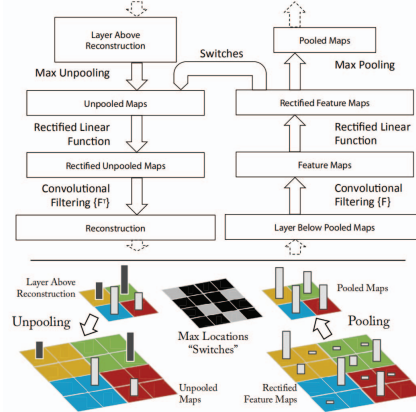 Layer Above
Reconstruction
Pooled Maps
Switches
Max Unpooling
Max Pooling
Unpooled Maps
Rectified Feature Maps
Rectified Linear
Function
Rectified Linear
Function
Rectified Unpooled Maps
Feature Maps
Convolutional
Filtering {Fᵀ}
Convolutional
Filtering {F}
Reconstruction
Layer Below Pooled Maps
Layer Above
Reconstruction
Pooled Maps
Unpooling
Max Locations
"Switches"
Pooling
Unpooled
Maps
Rectified
Feature Maps